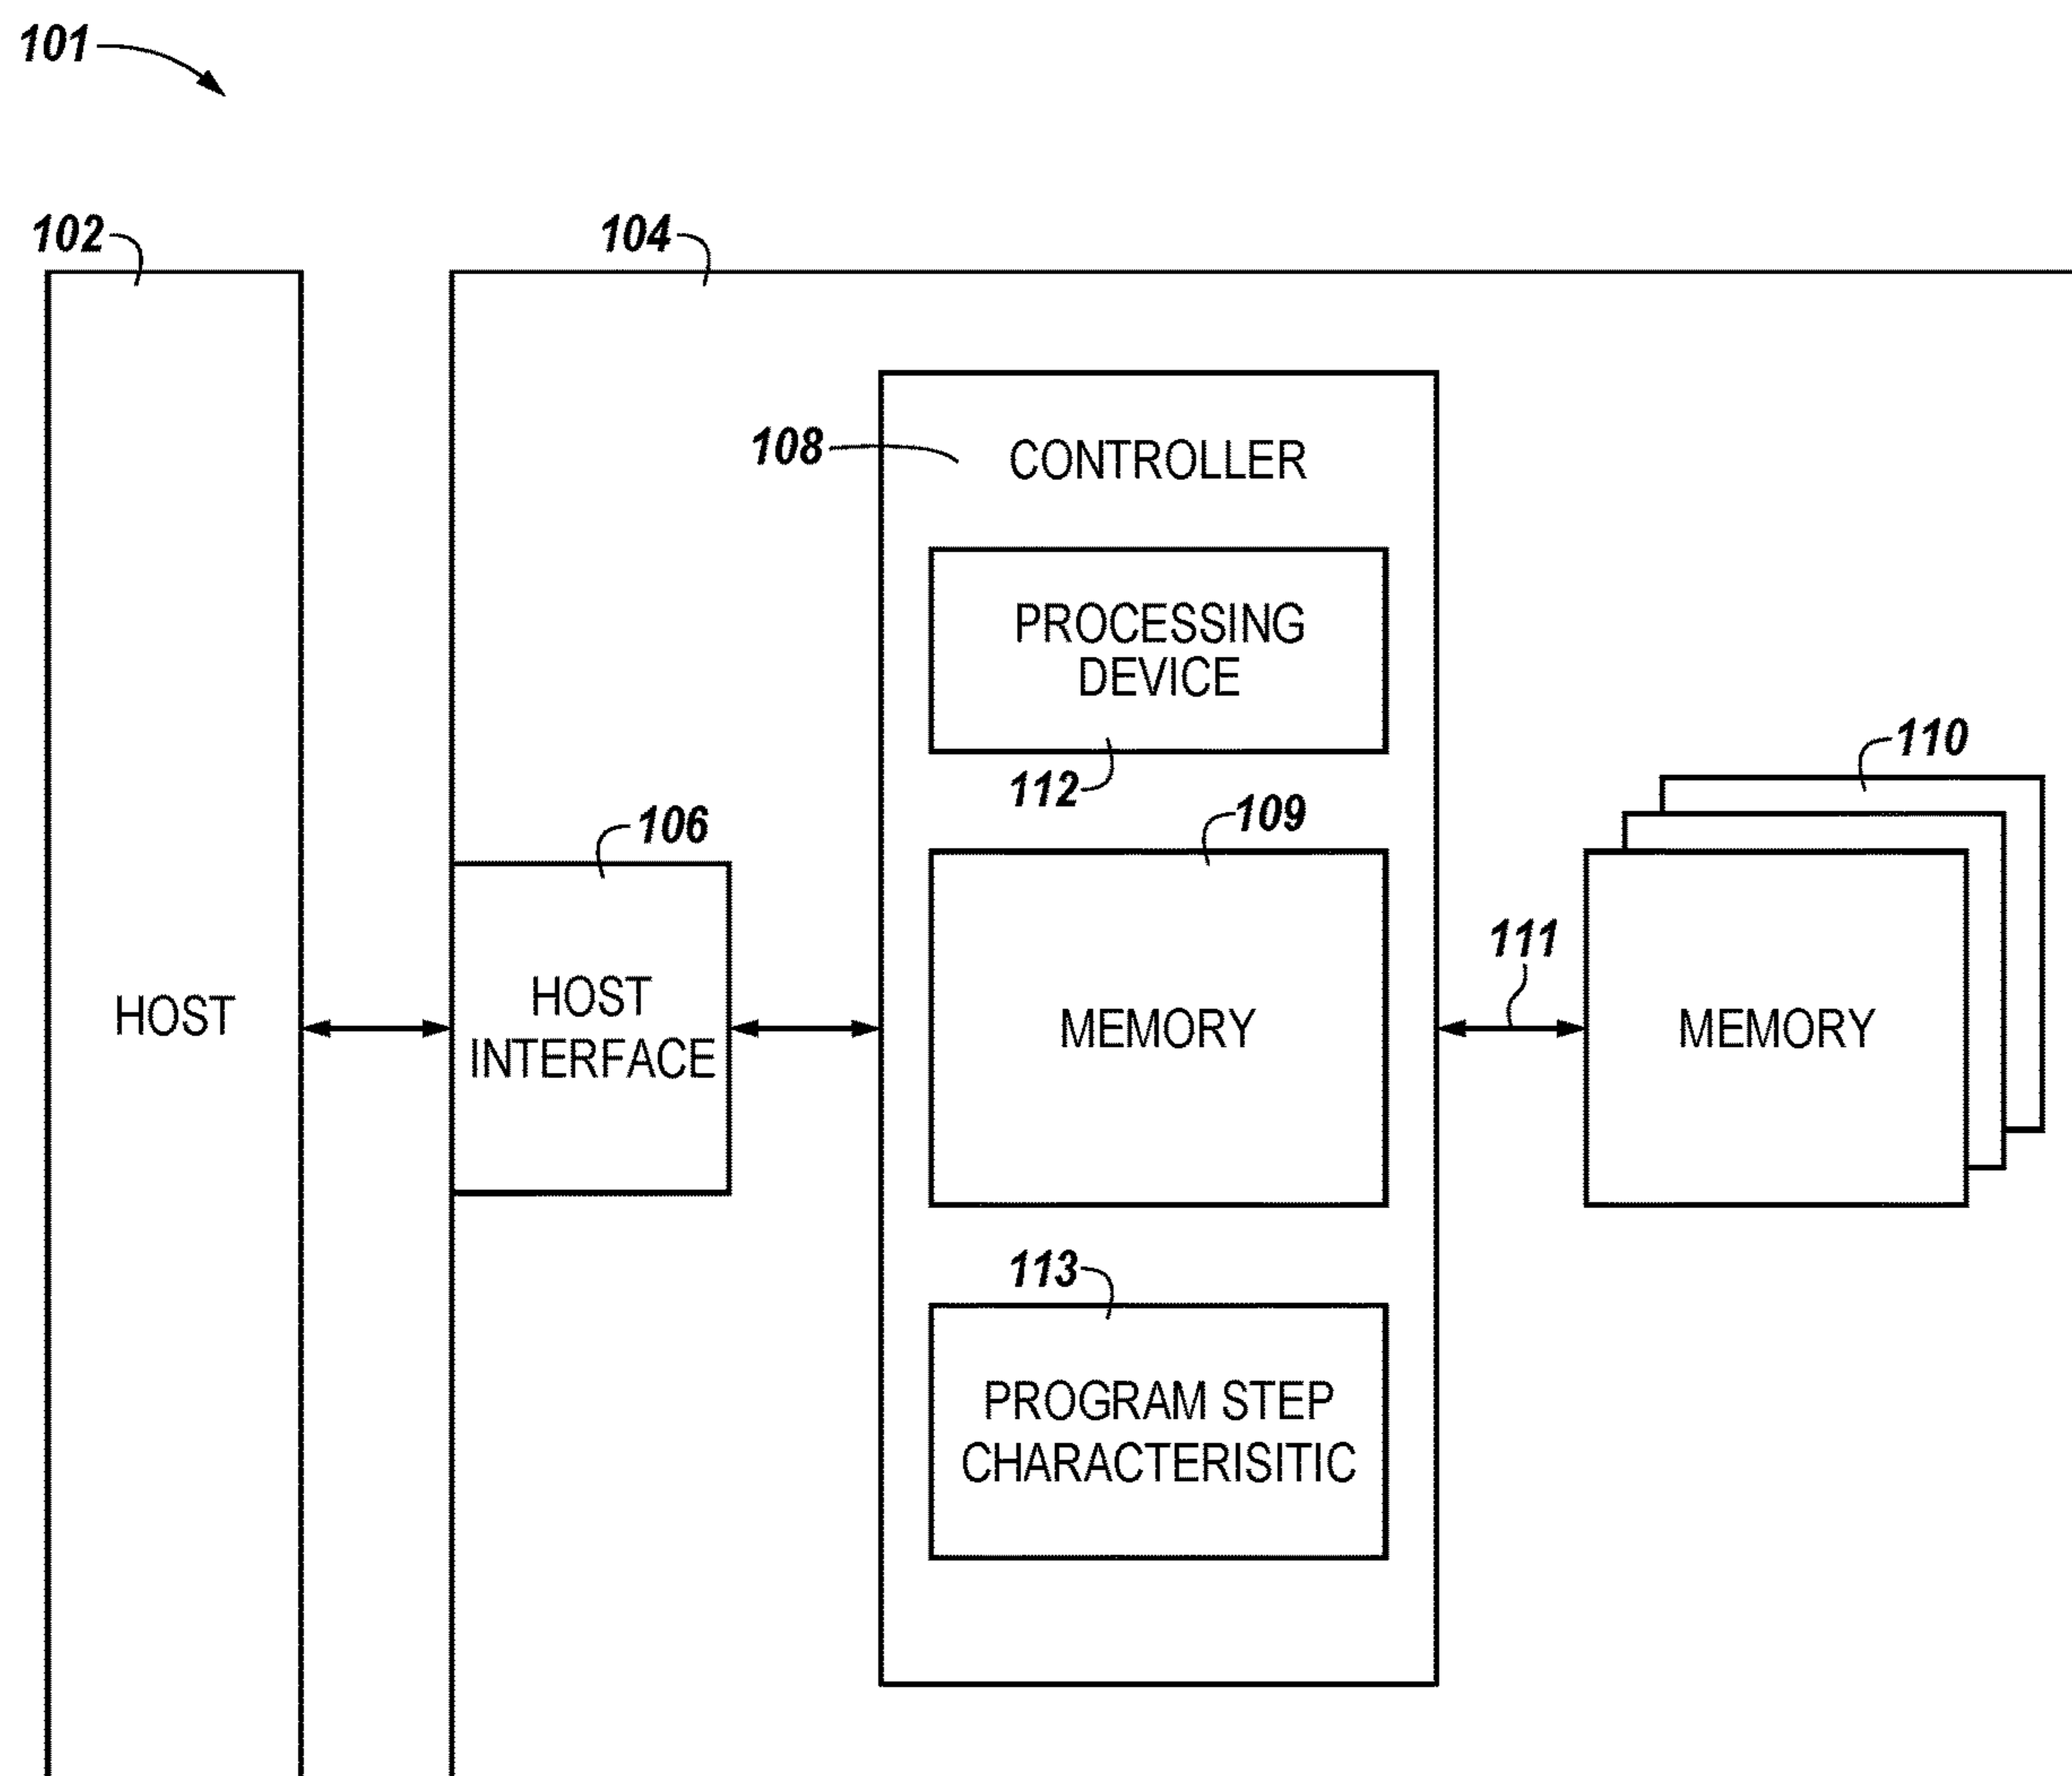 101
102
104
108
CONTROLLER
PROCESSING
DEVICE
112
110
106
109
111
HOST
HOST
INTERFACE
MEMORY
MEMORY
113
PROGRAM STEP
CHARACTERISITIC